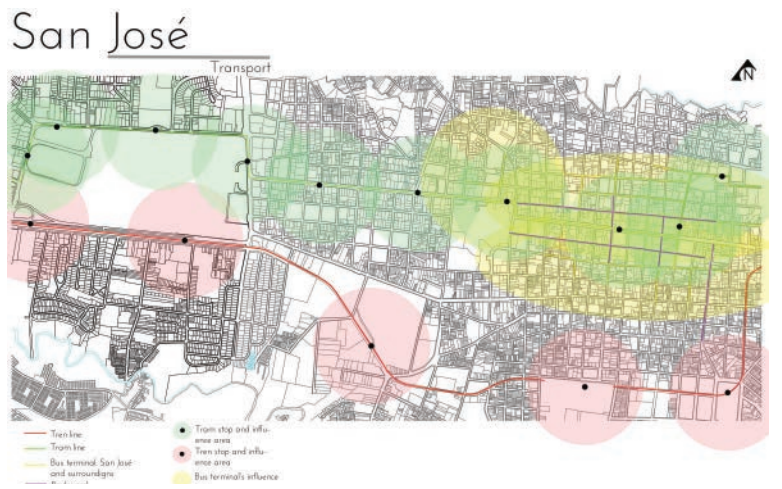 San José
Transport
N
Tren line
Tram line
Bus terminal San José
and surroundigns
Tram stop and influ-
ence area
Tren stop and influ-
ence area
Bus terminal's influence